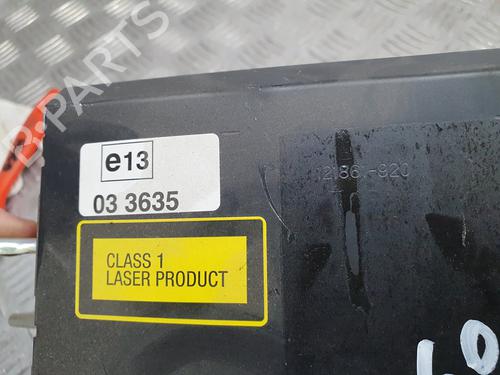 B-PARTS
e13
03 3635
CLASS 1
LASER PRODUCT